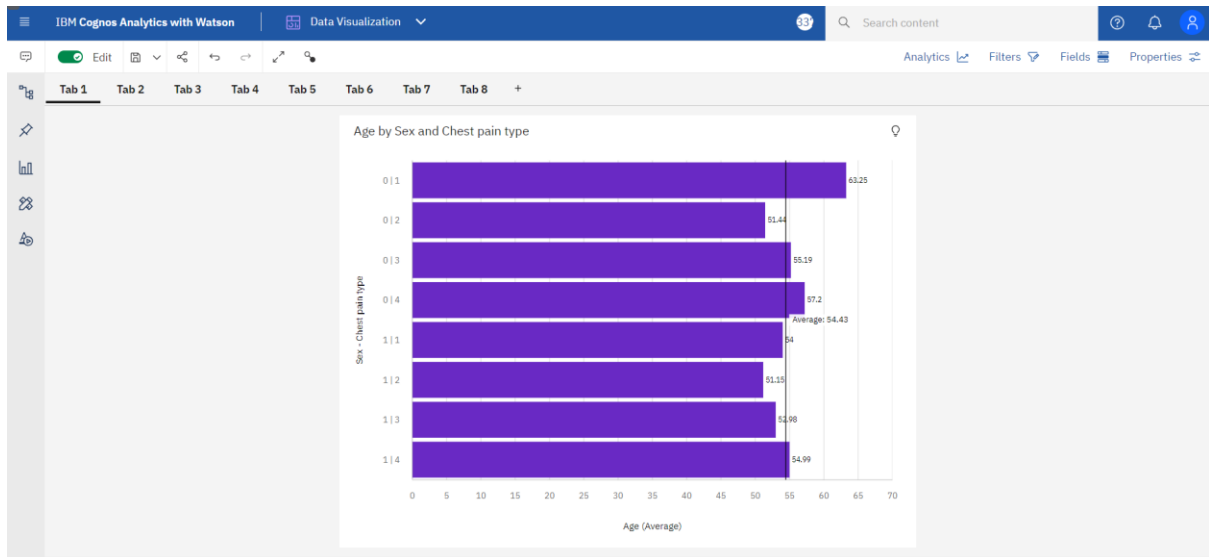 IBM Cognos Analytics with Watson
Data Visualization
Search content
Edit
Analytics
Filters
Fields
Properties
Tab 1 Tab 2 Tab 3 Tab 4 Tab 5 Tab 6 Tab 7 Tab 8 +
Age by Sex and Chest pain type
Sex - Chest pain type
0 | 1 63.25
0 | 2 51.44
0 | 3 55.19
0 | 4 57.2
Average: 54.43
1 | 1 54
1 | 2 51.15
1 | 3 52.98
1 | 4 54.99
0 5 10 15 20 25 30 35 40 45 50 55 60 65 70
Age (Average)